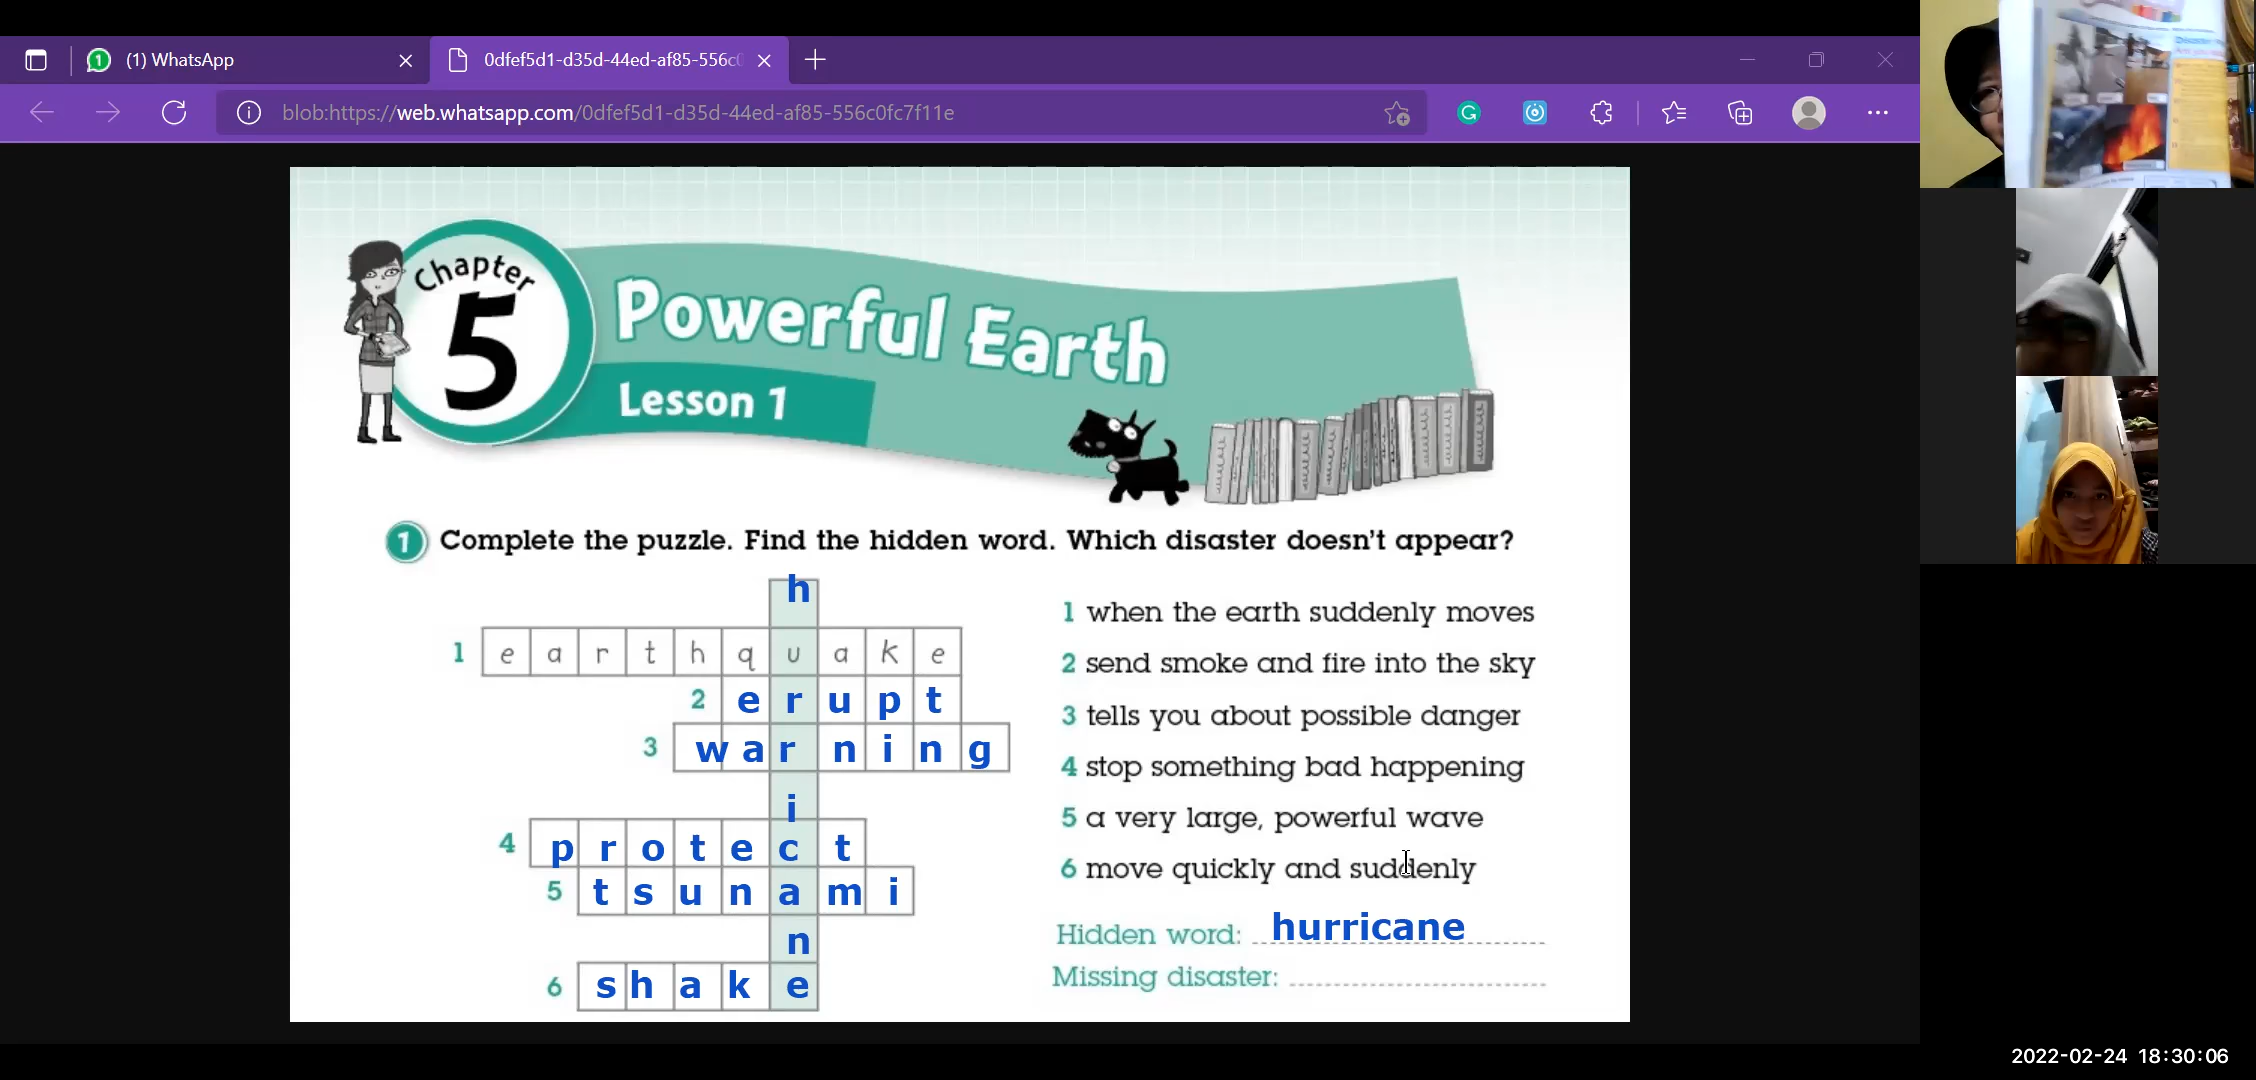 (1) WhatsApp
0dfef5d1-d35d-44ed-af85-556c0
blob:https://web.whatsapp.com/0dfef5d1-d35d-44ed-af85-556c0fc7f11e
Chapter
5
Powerful Earth
Lesson 1
1 Complete the puzzle. Find the hidden word. Which disaster doesn't appear?
h
1 e a r t h q u a k e
2 e r u p t
3 w a r n i n g
i
4 p r o t e c t
5 t s u n a m i
n
6 s h a k e
1 when the earth suddenly moves
2 send smoke and fire into the sky
3 tells you about possible danger
4 stop something bad happening
5 a very large, powerful wave
6 move quickly and suddenly
Hidden word: hurricane
Missing disaster:
2022-02-24 18:30:06